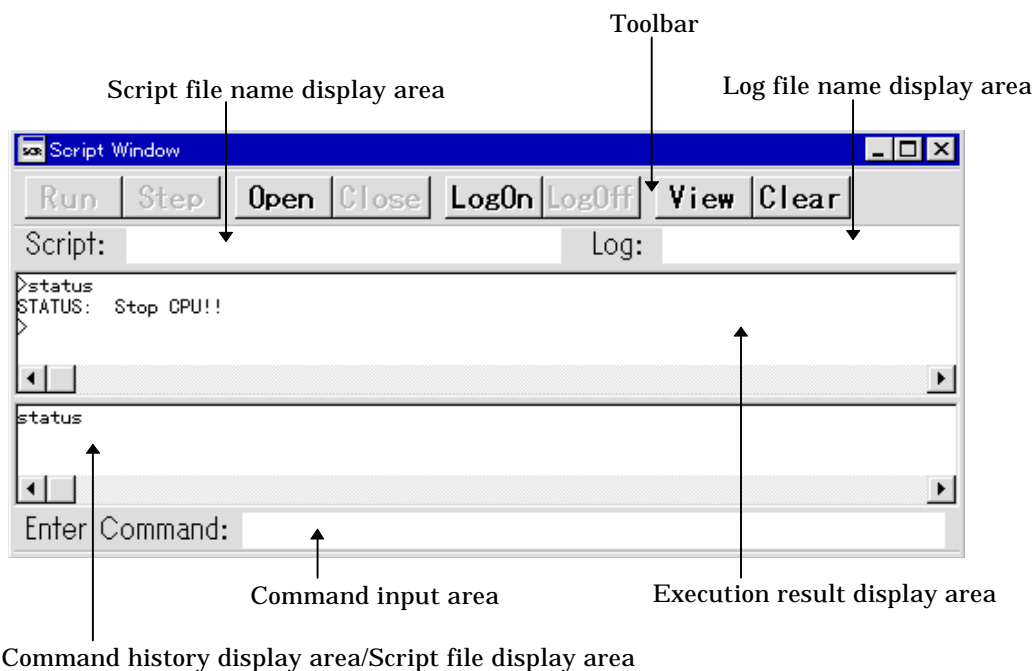 Toolbar
Script file name display area
Log file name display area
SCR Script Window
Run Step Open Close LogOn LogOff View Clear
Script: Log:
>status
STATUS: Stop CPU!!
>
status
Enter Command:
Command input area
Execution result display area
Command history display area/Script file display area